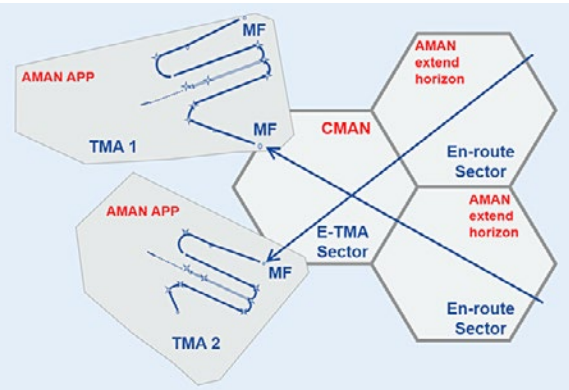 MF
AMAN APP
TMA 1
MF
AMAN
extend
horizon
En-route
Sector
CMAN
E-TMA
Sector
AMAN
extend
horizon
En-route
Sector
AMAN APP
MF
TMA 2